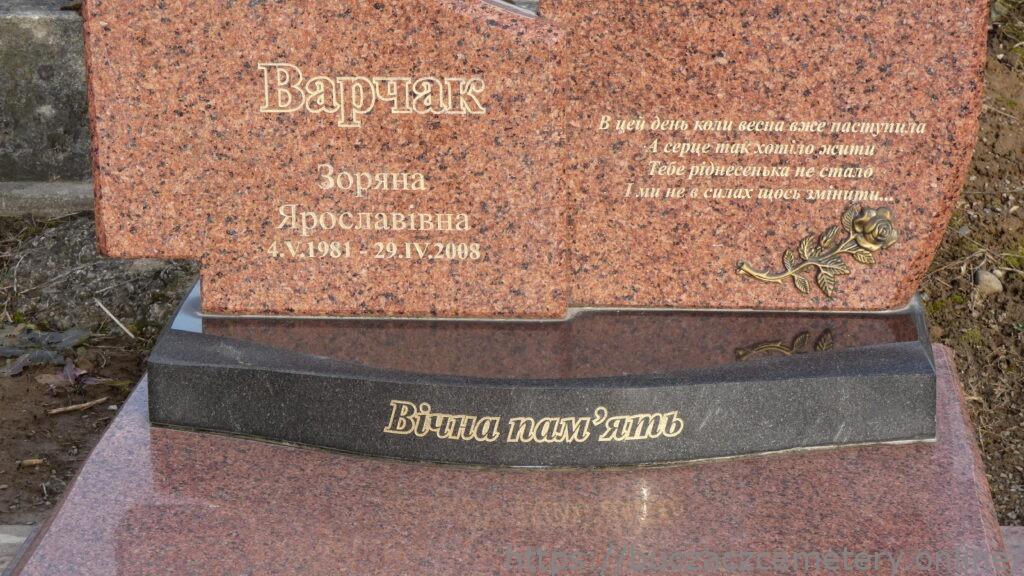 Варчак
Зоряна
Ярославівна
4.V.1981 - 29.IV.2008
В цей день коли весна вже наступила
А серце так хотіло жити
Тебе ріднесенька не стало
І ми не в силах щось змінити...
Вічна пам’ять
https://buczaczcemetery.online/